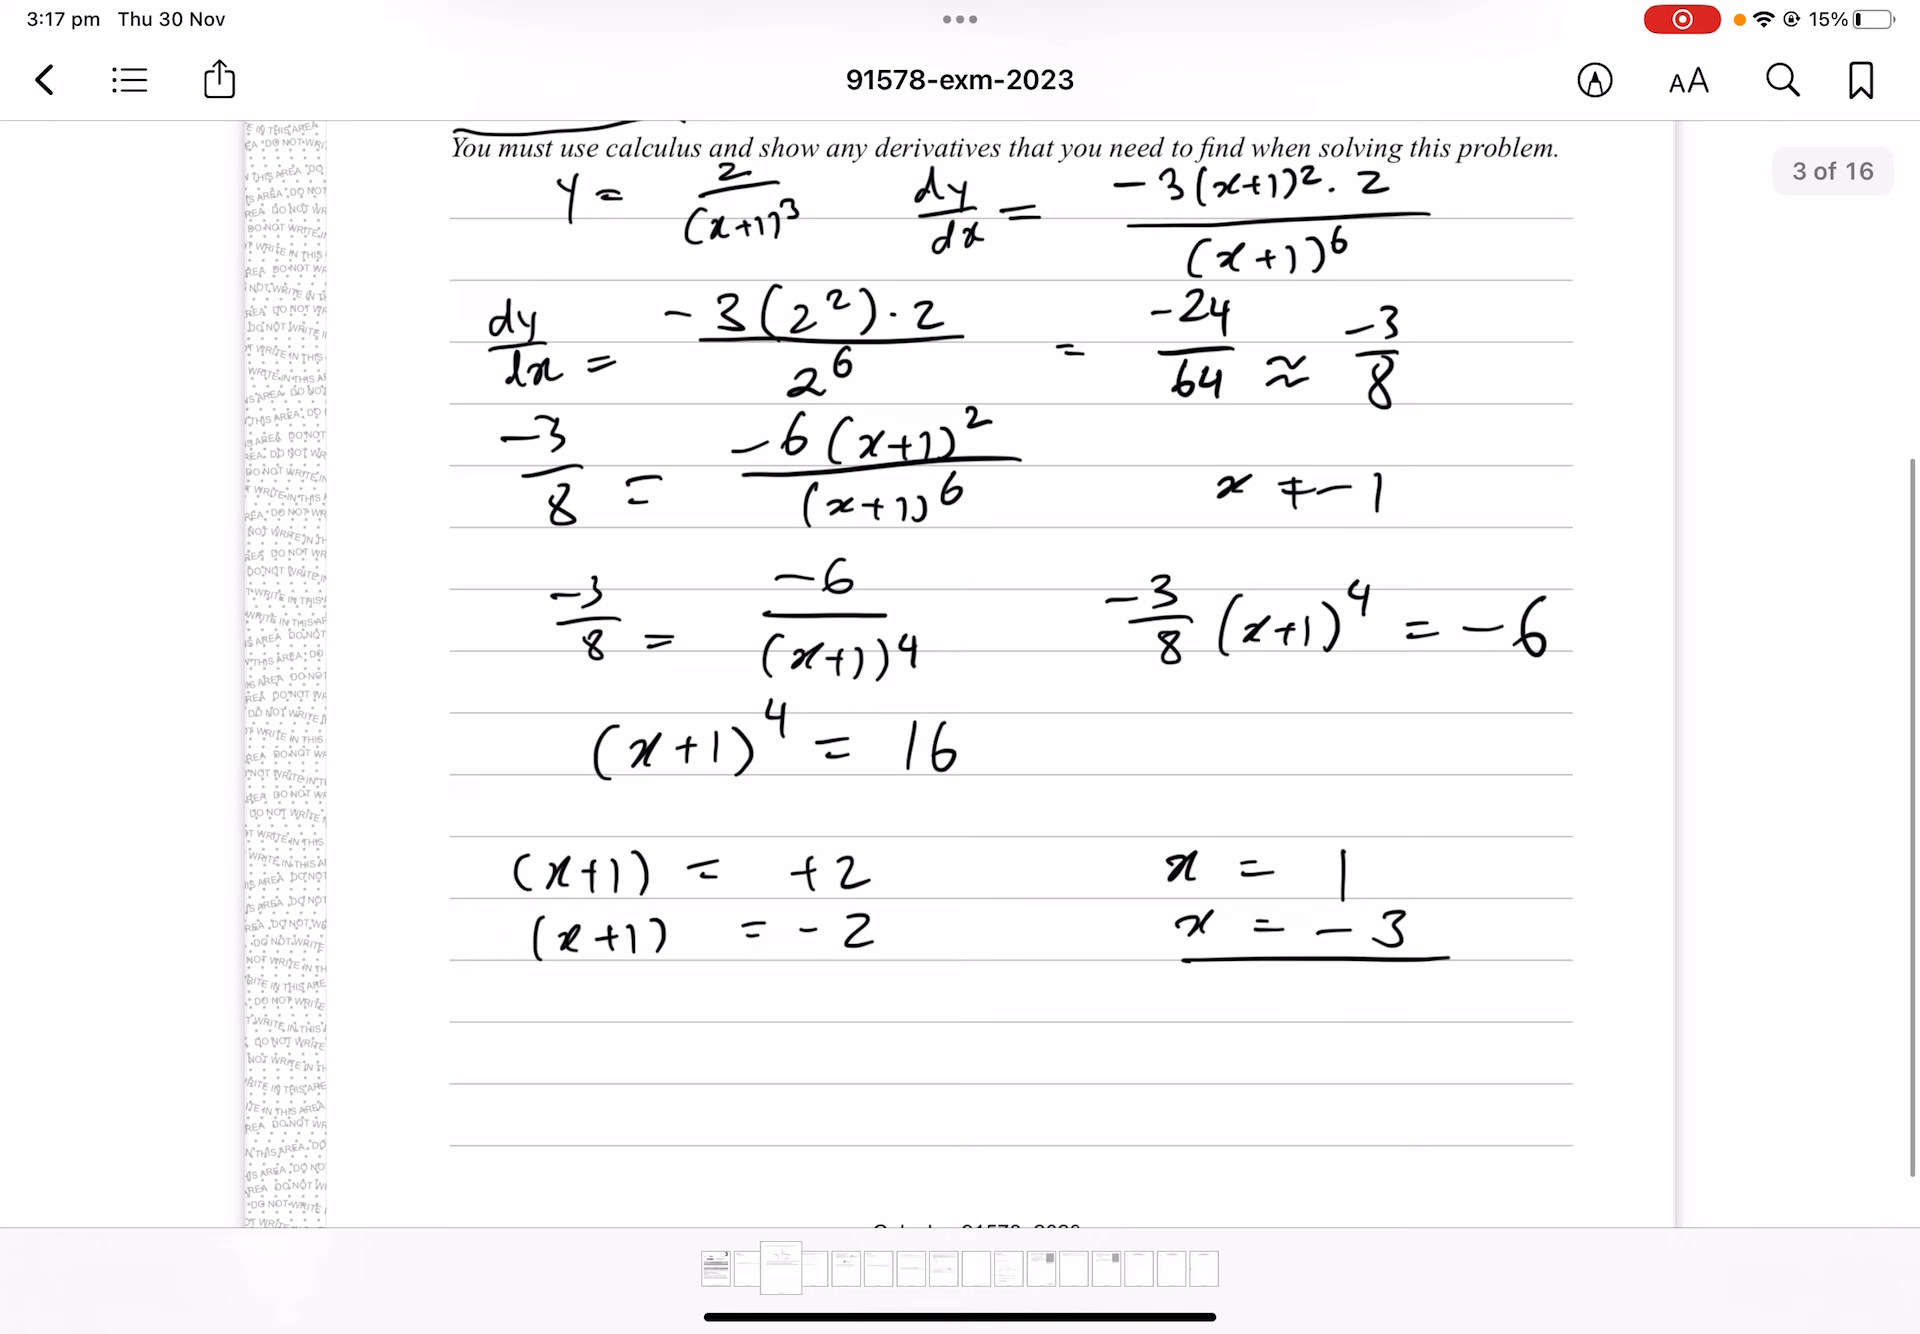 3:17 pm Thu 30 Nov
15%
91578-exm-2023
AA
3 of 16
You must use calculus and show any derivatives that you need to find when solving this problem.
y = 2/(x+1)^3 dy/dx = -3(x+1)^2 . 2/(x+1)^6
dy/dx = -3(2^2) · 2/2^6 = -24/64 ≈ -3/8
-3/8 = -6(x+1)^2/(x+1)^6 x ≠ -1
-3/8 = -6/(x+1)^4 -3/8 (x+1)^4 = -6
(x+1)^4 = 16
(x+1) = +2 x = 1
(x+1) = -2 x = -3